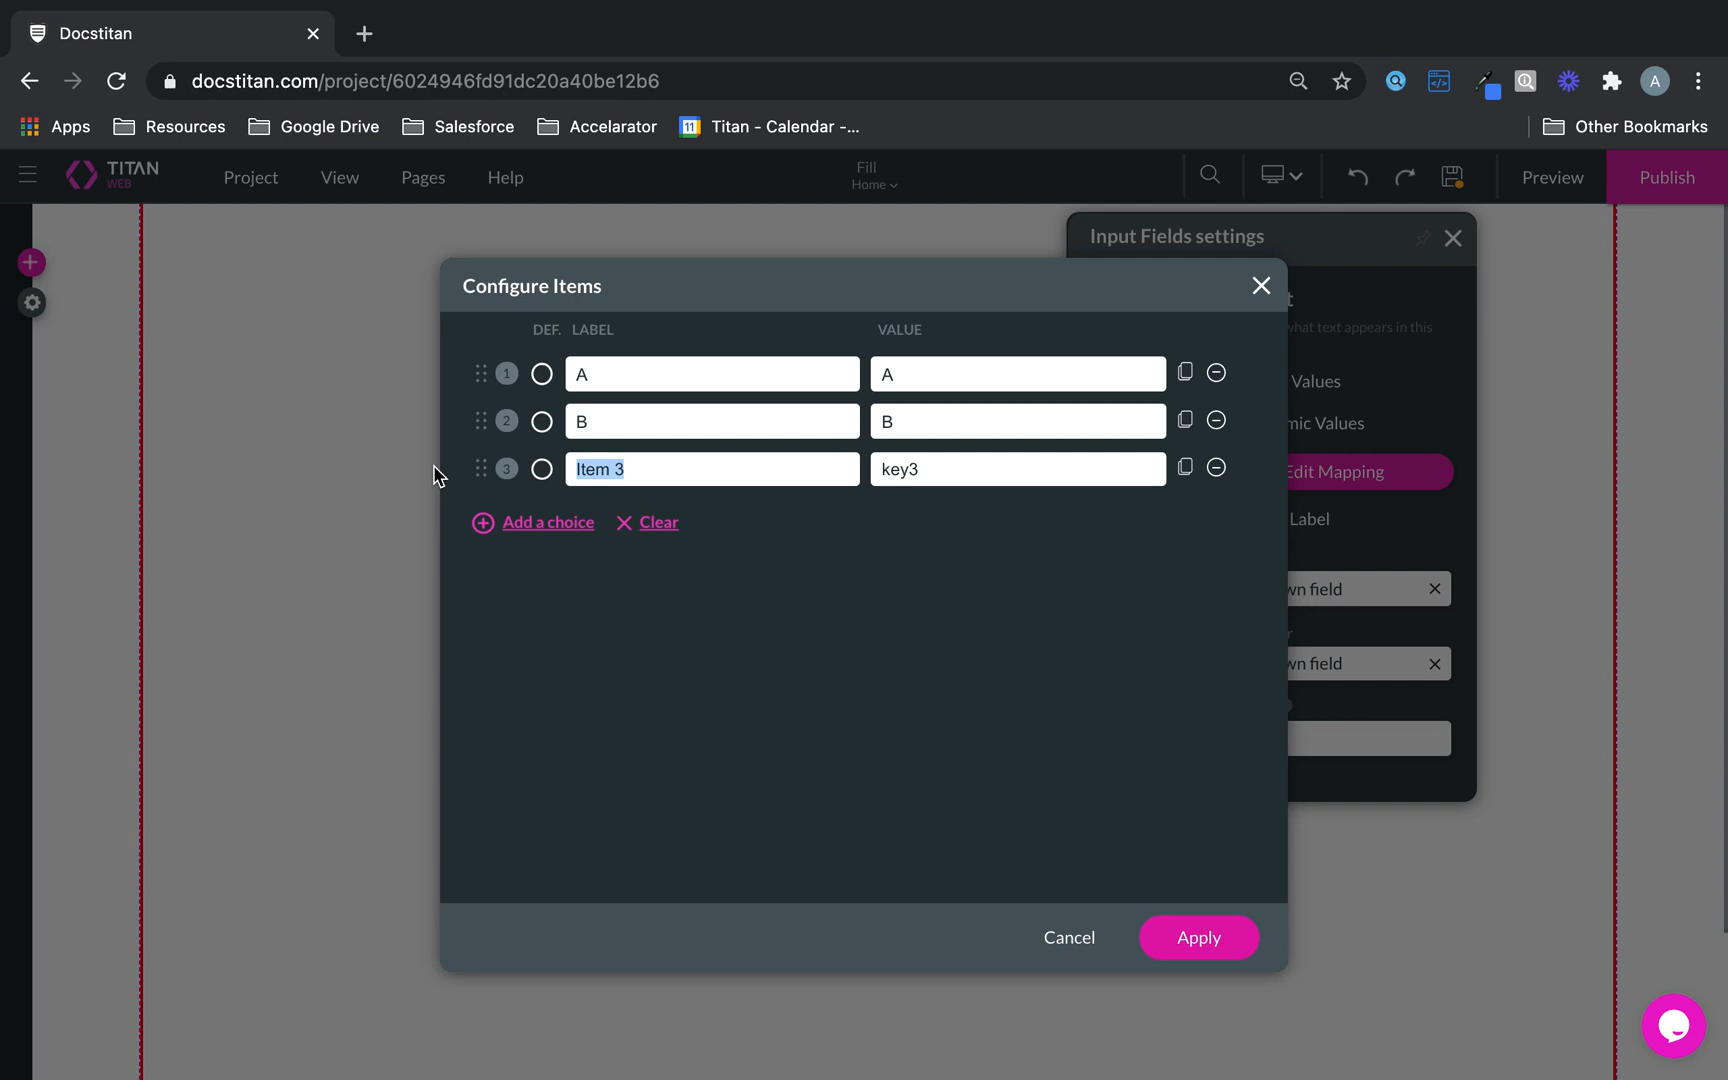 Docstitan
docstitan.com/project/6024946fd91dc20a40be12b6
A
Apps
Resources
Google Drive
Salesforce
Accelarator
11
Titan - Calendar -...
Other Bookmarks
TITAN
WEB
Project
View
Pages
Help
Fill
Home
Preview
Publish
Input Fields settings
Configure Items
DEF. LABEL VALUE
1 A A
2 B B
3 Item 3 key3
Add a choice
Clear
Cancel
Apply
what text appears in this
Values
mic Values
Edit Mapping
Label
wn field
wn field